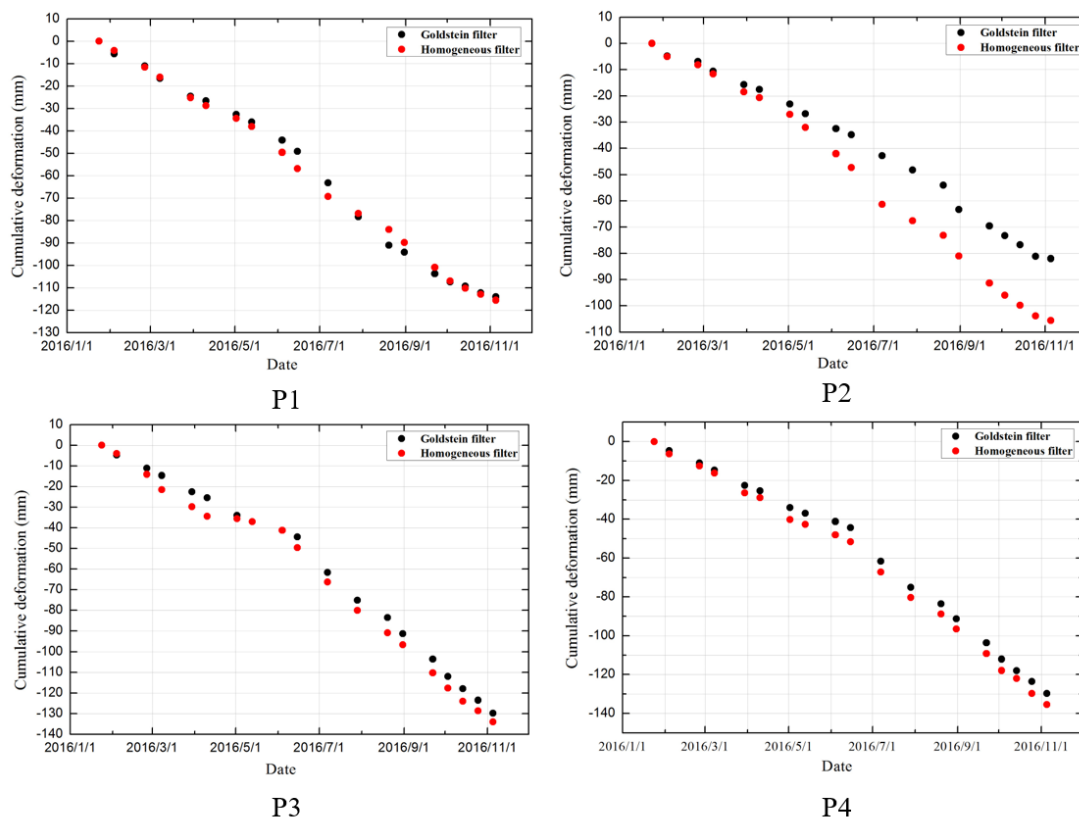 10
0
-10
-20
-30
-40
-50
-60
-70
-80
-90
-100
-110
-120
-130
Cumulative deformation (mm)
Goldstein filter
Homogeneous filter
2016/1/1 2016/3/1 2016/5/1 2016/7/1 2016/9/1 2016/11/1
Date
P1
10
0
-10
-20
-30
-40
-50
-60
-70
-80
-90
-100
-110
Cumulative deformation (mm)
Goldstein filter
Homogeneous filter
2016/1/1 2016/3/1 2016/5/1 2016/7/1 2016/9/1 2016/11/1
Date
P2
10
0
-10
-20
-30
-40
-50
-60
-70
-80
-90
-100
-110
-120
-130
-140
Cumulative deformation (mm)
Goldstein filter
Homogeneous filter
2016/1/1 2016/3/1 2016/5/1 2016/7/1 2016/9/1 2016/11/1
Date
P3
0
-20
-40
-60
-80
-100
-120
-140
Cumulative deformation (mm)
Goldstein filter
Homogeneous filter
2016/1/1 2016/3/1 2016/5/1 2016/7/1 2016/9/1 2016/11/1
Date
P4